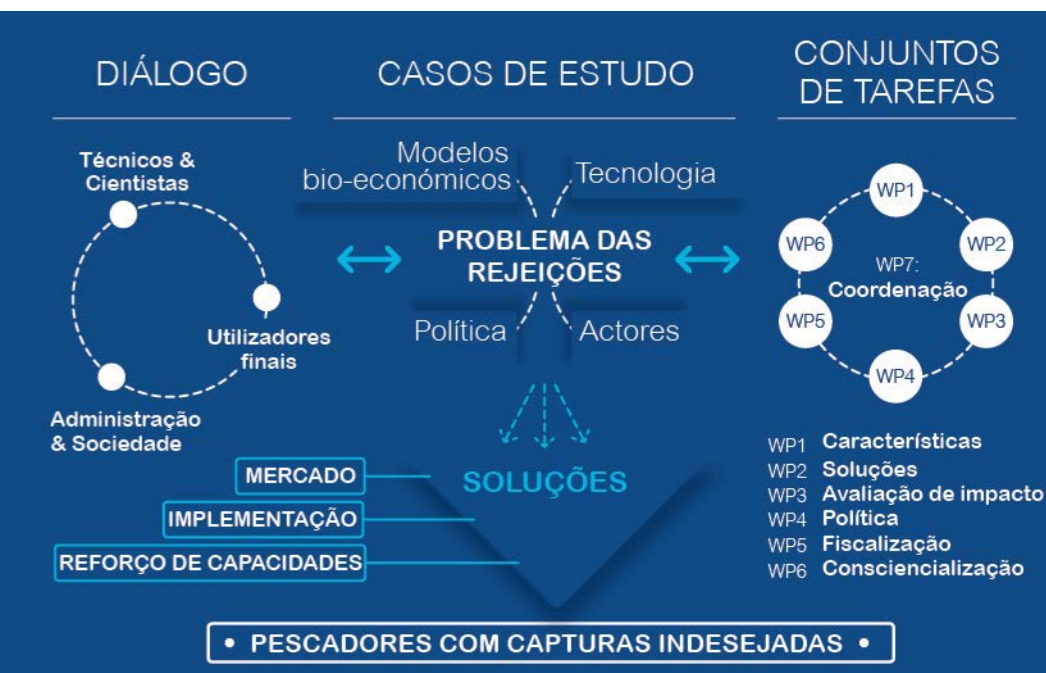 DIÁLOGO
Técnicos &
Cientistas
Utilizadores
finais
Administração
& Sociedade
CASOS DE ESTUDO
Modelos
bio-económicos
Tecnologia
PROBLEMA DAS
REJEIÇÕES
Política
Actores
SOLUÇÕES
MERCADO
IMPLEMENTAÇÃO
REFORÇO DE CAPACIDADES
CONJUNTOS
DE TAREFAS
WP1
WP6
WP2
WP7:
Coordenação
WP5
WP3
WP4
WP1 Características
WP2 Soluções
WP3 Avaliação de impacto
WP4 Política
WP5 Fiscalização
WP6 Consciencialização
• PESCADORES COM CAPTURAS INDESEJADAS •